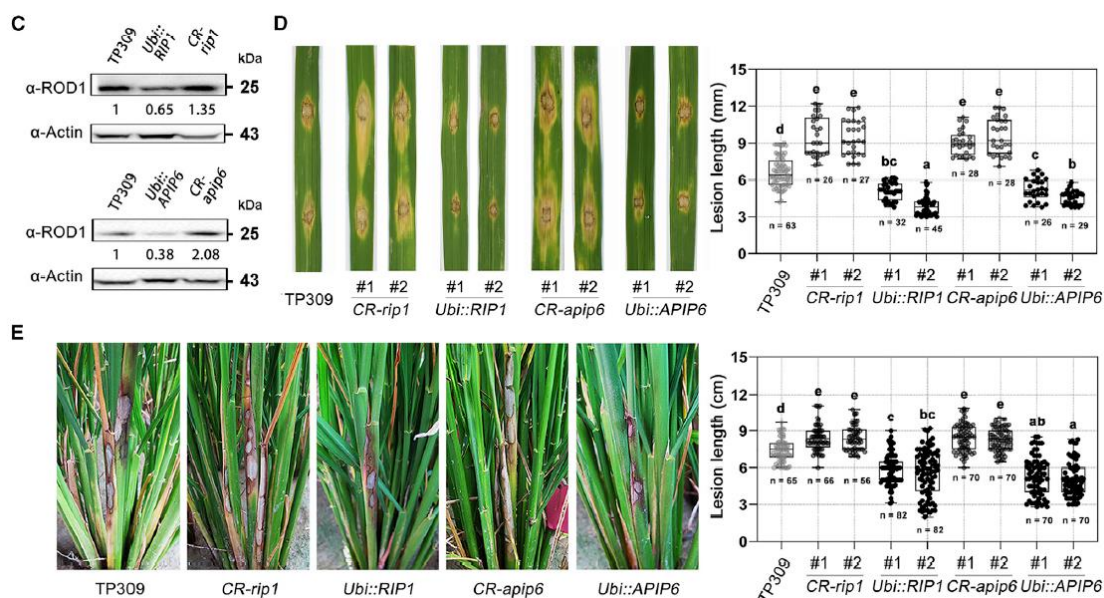 C
TP309
Ubi::
RIP1
CR-
rip1
kDa
α-ROD1
25
1 0.65 1.35
α-Actin
43
TP309
Ubi::
APIP6
CR-
apip6
kDa
α-ROD1
25
1 0.38 2.08
α-Actin
43
D
TP309
#1 #2 #1 #2 #1 #2 #1 #2
CR-rip1 Ubi::RIP1 CR-apip6 Ubi::APIP6
Lesion length (mm)
15
12
9
6
3
0
d e e bc a e e c b
n = 63 n = 26 n = 27 n = 32 n = 45 n = 28 n = 28 n = 26 n = 29
TP309
#1 #2 #1 #2 #1 #2 #1 #2
CR-rip1 Ubi::RIP1 CR-apip6 Ubi::APIP6
E
TP309 CR-rip1 Ubi::RIP1 CR-apip6 Ubi::APIP6
Lesion length (cm)
15
12
9
6
3
0
d e e c bc e e ab a
n = 65 n = 66 n = 56 n = 82 n = 82 n = 70 n = 70 n = 70 n = 70
TP309
#1 #2 #1 #2 #1 #2 #1 #2
CR-rip1 Ubi::RIP1 CR-apip6 Ubi::APIP6